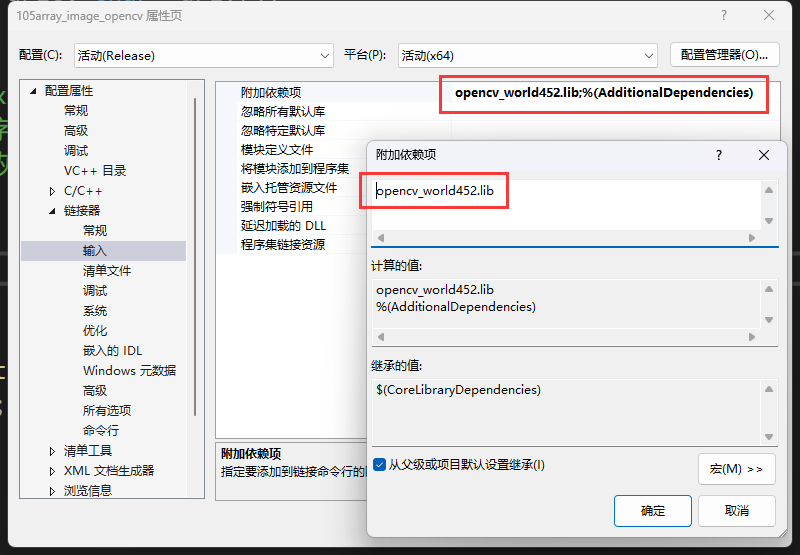 105array_image_opencv 属性页
配置(C): 活动(Release) 平台(P): 活动(x64) 配置管理器(O)...
配置属性
常规
高级
调试
VC++ 目录
C/C++
链接器
常规
输入
清单文件
调试
系统
优化
嵌入的 IDL
Windows 元数据
高级
所有选项
命令行
清单工具
XML 文档生成器
浏览信息
附加依赖项 opencv_world452.lib;%(AdditionalDependencies)
忽略所有默认库
忽略特定默认库
模块定义文件
将模块添加到程序集
嵌入托管资源文件
强制符号引用
延迟加载的 DLL
程序集链接资源
附加依赖项
指定要添加到链接命令行的
附加依赖项
opencv_world452.lib
计算的值:
opencv_world452.lib
%(AdditionalDependencies)
继承的值:
$(CoreLibraryDependencies)
从父级或项目默认设置继承(I)
宏(M) >>
确定 取消